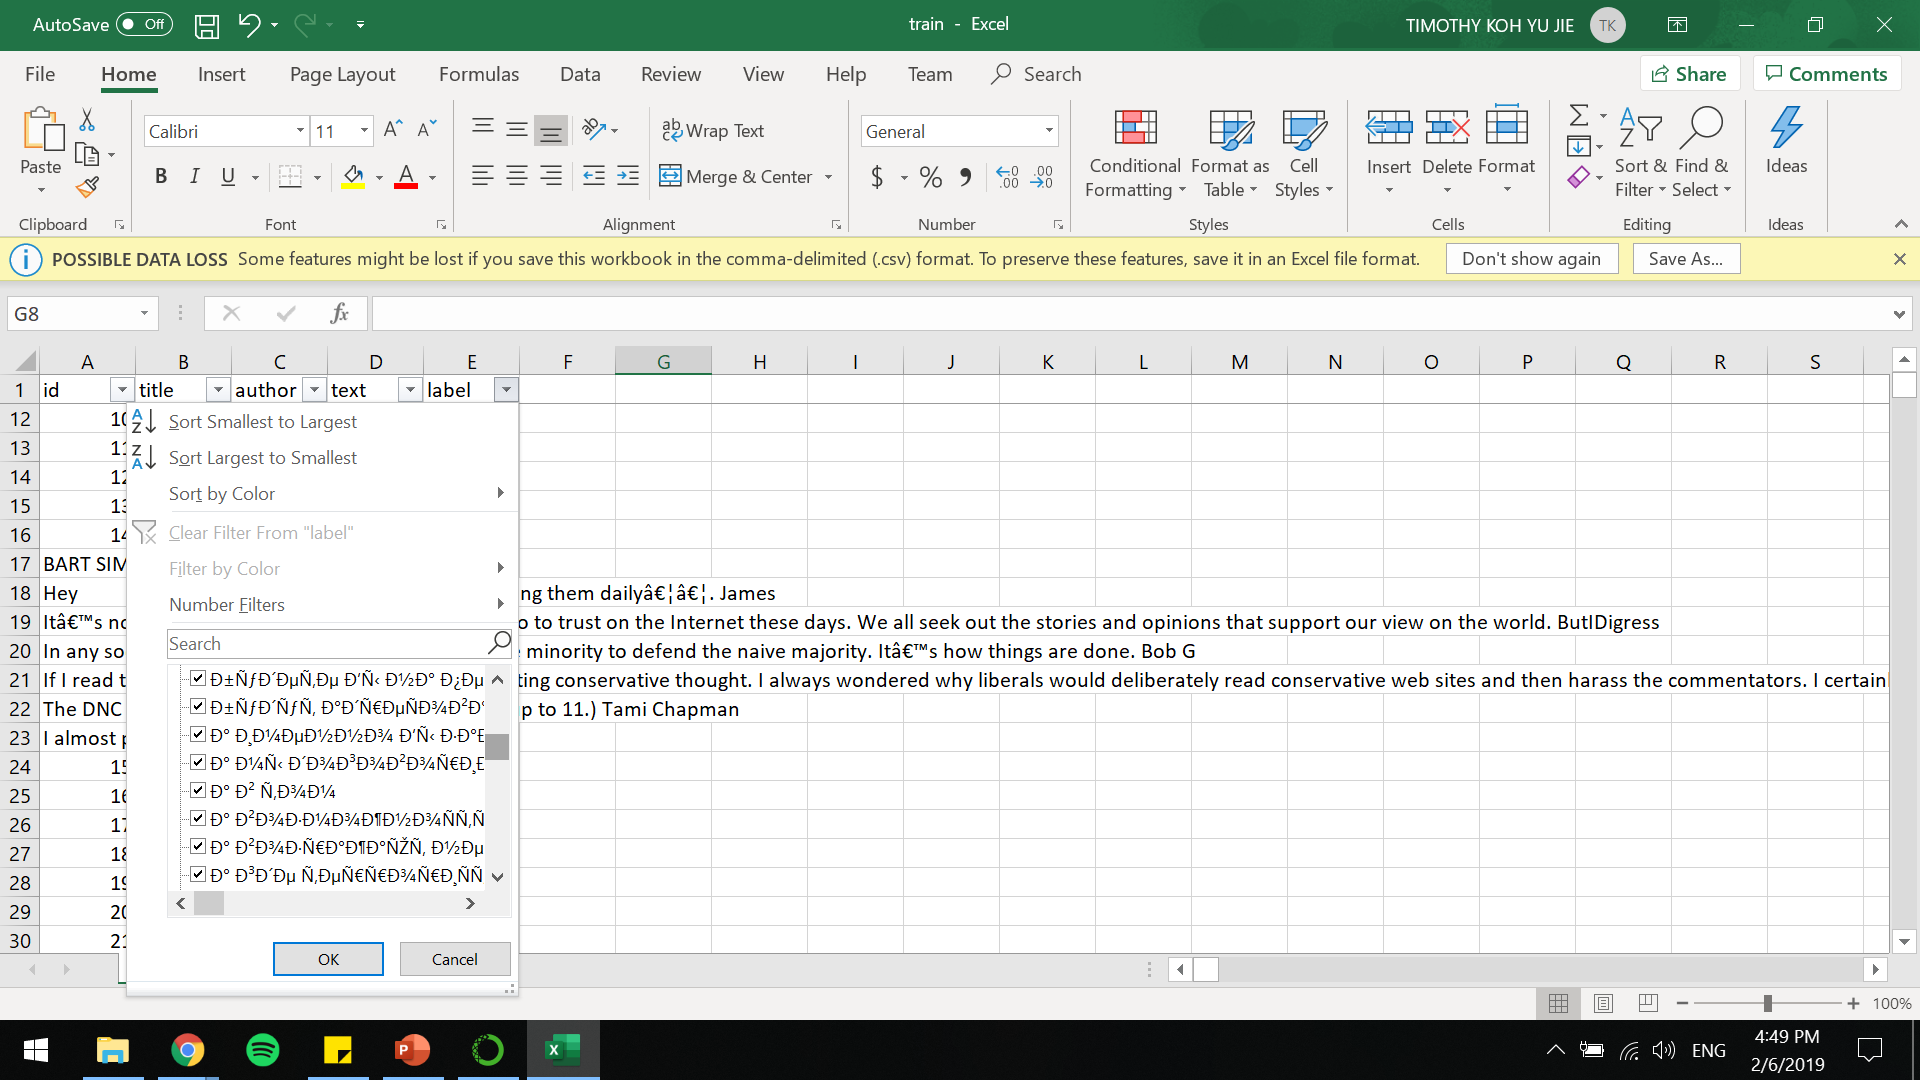 AutoSave Off
train - Excel
TIMOTHY KOH YU JIE TK
File Home Insert Page Layout Formulas Data Review View Help Team Search
Share Comments
Paste
Clipboard
Calibri 11
B I U
Font
Wrap Text
Merge & Center
Alignment
General
$ % ,
Number
Conditional Formatting
Format as Table
Cell Styles
Styles
Insert Delete Format
Cells
Sort & Filter
Find & Select
Editing
Ideas
Ideas
POSSIBLE DATA LOSS Some features might be lost if you save this workbook in the comma-delimited (.csv) format. To preserve these features, save it in an Excel file format. Don't show again Save As...
G8 fx
A B C D E F G H I J K L M N O P Q R S
1 id title author text label
12
13
14
15
16
17 BART SIM
18 Hey ng them dailyâ€¦â€¦. James
19 Itâ€™s no o to trust on the Internet these days. We all seek out the stories and opinions that support our view on the world. ButIDigress
20 In any so minority to defend the naive majority. Itâ€™s how things are done. Bob G
21 If I read t ting conservative thought. I always wondered why liberals would deliberately read conservative web sites and then harass the commentators. I certainl
22 The DNC p to 11.) Tami Chapman
23 I almost p
24
25
26
27
28
29
30
Sort Smallest to Largest
Sort Largest to Smallest
Sort by Color
Clear Filter From "label"
Filter by Color
Number Filters
Search
Ð° Ð² Ñ‚Ð¾Ð¼
OK Cancel
100%
ENG
4:49 PM
2/6/2019